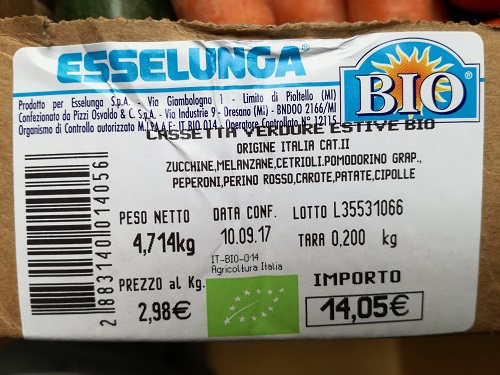 ESSELUNGA®
BIO®
Prodotto per Esselunga S.p.A. - Via Giambologna 1 - Limito di Pioltello (MI)
Confezionato da Pizzi Osvaldo & C. S.p.A. - Via Industrie 9 - Dresano (Mi) - BNDOO 2166/MI
Organismo di Controllo autorizzato M.I.P.A.F. IT BIO 014 - Operatore Controllato N° 12115
CASSETTA VERDURE ESTIVE BIO
ORIGINE ITALIA CAT.II
ZUCCHINE,MELANZANE,CETRIOLI,POMODORINO GRAP.,
PEPERONI,PERINO ROSSO,CAROTE,PATATE,CIPOLLE
PESO NETTO DATA CONF. LOTTO L35531066
4,714kg 10.09.17 TARA 0,200 kg
IT-BIO-014
Agricoltura Italia
PREZZO al Kg. IMPORTO
2,98€ 14,05€
2 883140 014056